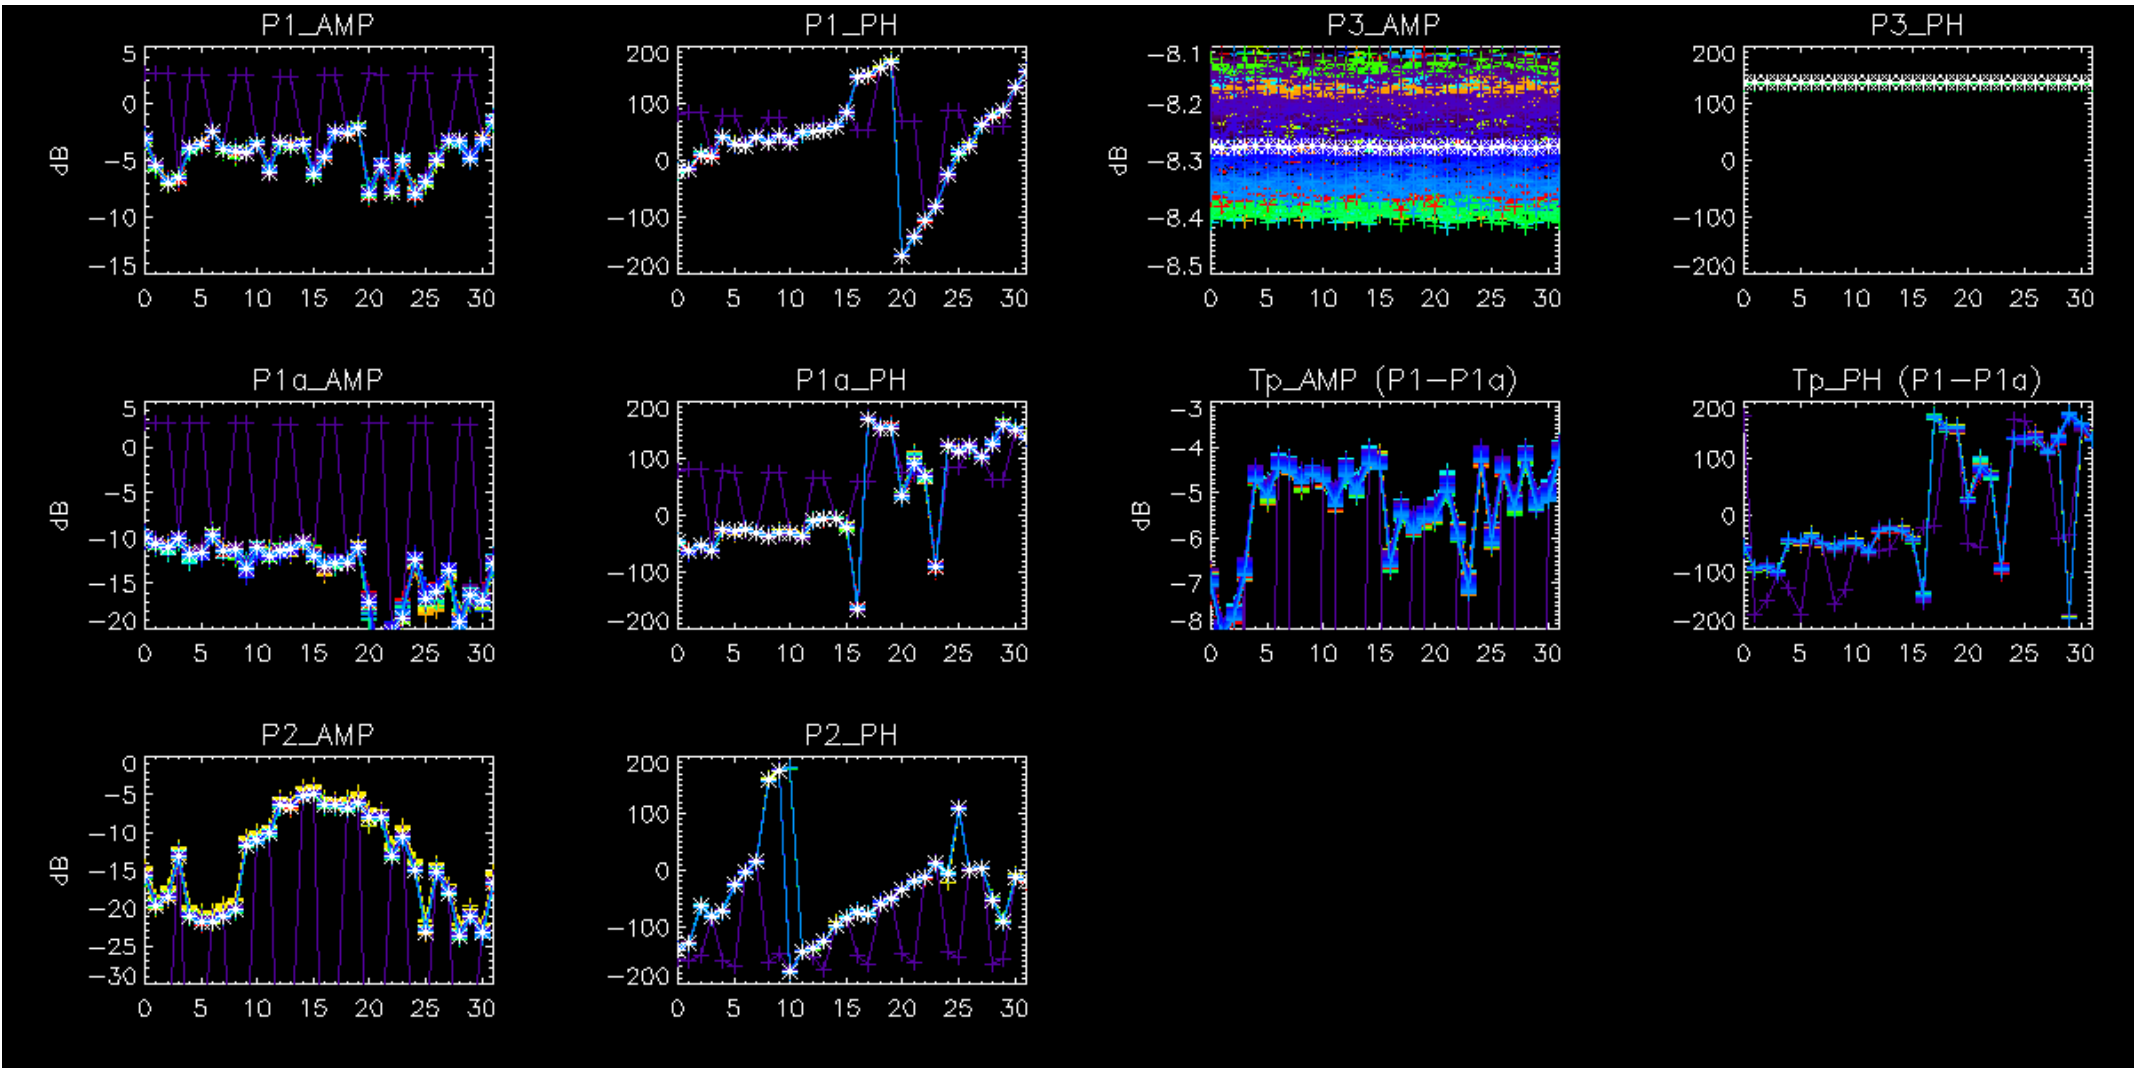 P1_AMP
5
0
−5
−10
−15
dB
0 5 10 15 20 25 30
P1_PH
200
100
0
−100
−200
0 5 10 15 20 25 30
P3_AMP
−8.1
−8.2
−8.3
−8.4
−8.5
dB
0 5 10 15 20 25 30
P3_PH
200
100
0
−100
−200
0 5 10 15 20 25 30
P1a_AMP
5
0
−5
−10
−15
−20
dB
0 5 10 15 20 25 30
P1a_PH
200
100
0
−100
−200
0 5 10 15 20 25 30
Tp_AMP (P1−P1a)
−3
−4
−5
−6
−7
−8
dB
0 5 10 15 20 25 30
Tp_PH (P1−P1a)
200
100
0
−100
−200
0 5 10 15 20 25 30
P2_AMP
0
−5
−10
−15
−20
−25
−30
dB
0 5 10 15 20 25 30
P2_PH
200
100
0
−100
−200
0 5 10 15 20 25 30